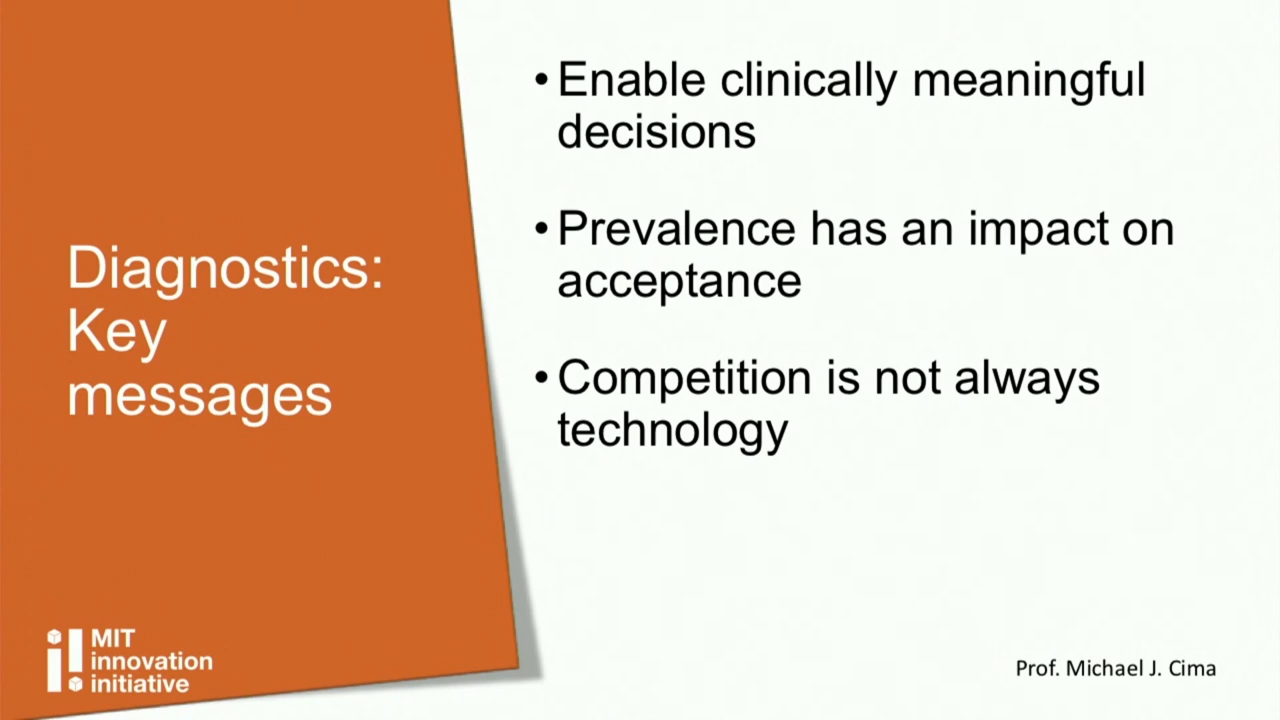 Diagnostics:
Key
messages
• Enable clinically meaningful
decisions
• Prevalence has an impact on
acceptance
• Competition is not always
technology
MIT
innovation
initiative
Prof. Michael J. Cima